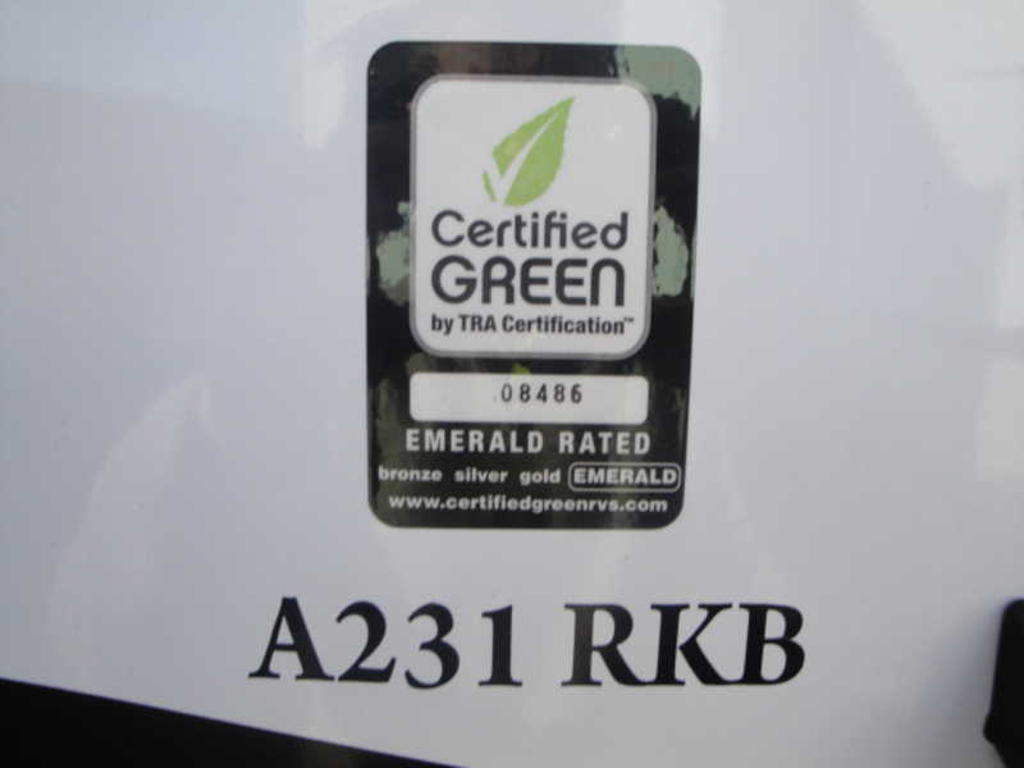 Certified
GREEN
by TRA Certification™
08486
EMERALD RATED
bronze silver gold EMERALD
www.certifiedgreenrvs.com
A231 RKB